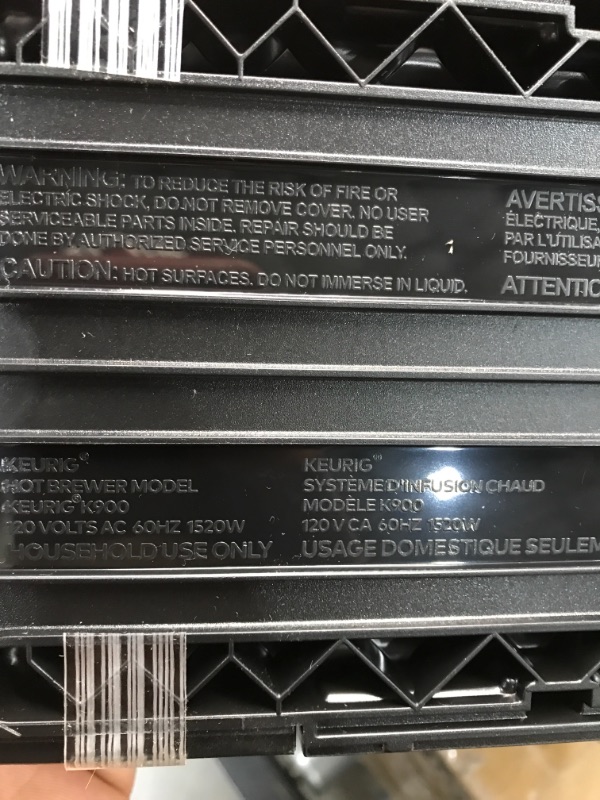 WARNING: TO REDUCE THE RISK OF FIRE OR
ELECTRIC SHOCK, DO NOT REMOVE COVER. NO USER
SERVICEABLE PARTS INSIDE. REPAIR SHOULD BE
DONE BY AUTHORIZED SERVICE PERSONNEL ONLY.
CAUTION: HOT SURFACES. DO NOT IMMERSE IN LIQUID.
AVERTISS
ÉLECTRIQUE,
PAR L'UTILISA
FOURNISSEU
ATTENTIO
KEURIG®
HOT BREWER MODEL
KEURIG® K900
120 VOLTS AC 60HZ 1520W
HOUSEHOLD USE ONLY
KEURIG™
SYSTÈME D'INFUSION CHAUD
MODÈLE K900
120 V CA 60HZ 1520W
USAGE DOMESTIQUE SEULEM